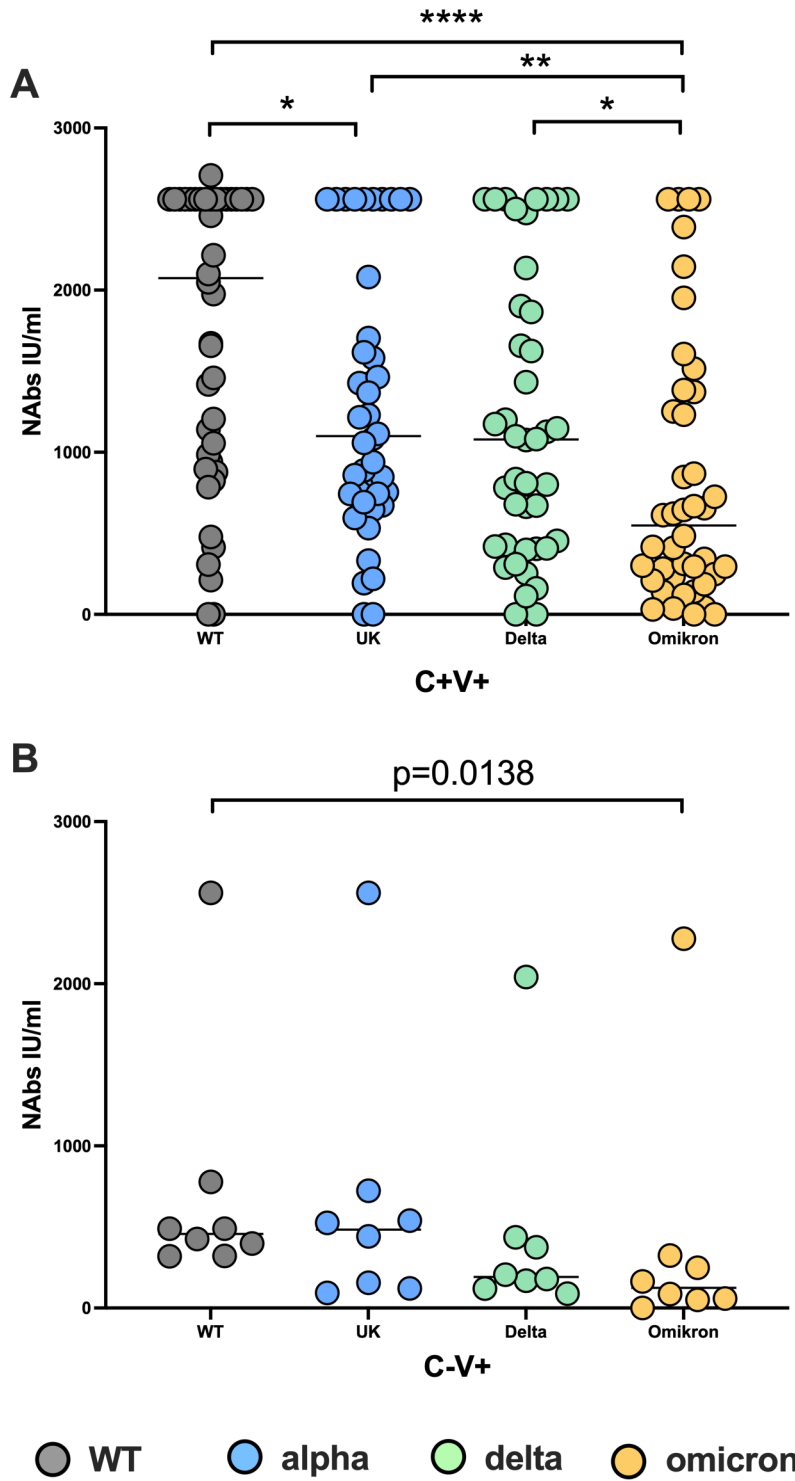 ****
A
**
*
*
3000
2000
1000
0
NAbs IU/ml
WT UK Delta Omikron
C+V+
B
p=0.0138
3000
2000
1000
0
NAbs IU/ml
WT UK Delta Omikron
C-V+
WT alpha delta omicron